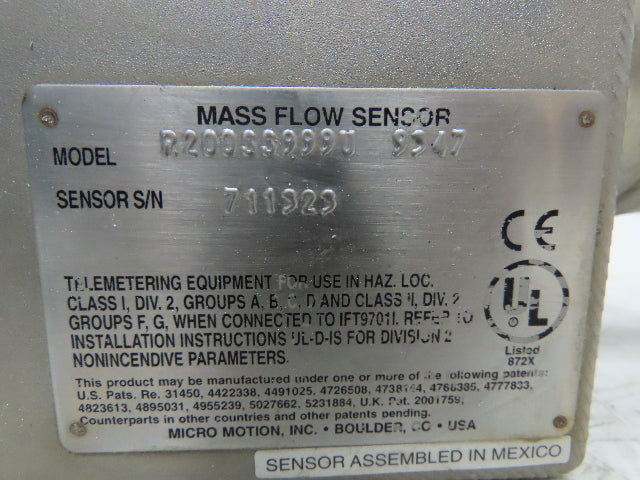 MASS FLOW SENSOR
MODEL R200SS999U 9547
SENSOR S/N 711323
CE
TELEMETERING EQUIPMENT FOR USE IN HAZ. LOC.
CLASS I, DIV. 2, GROUPS A, B, C, D AND CLASS II, DIV. 2
GROUPS F, G, WHEN CONNECTED TO IFT9701I. REFER TO
INSTALLATION INSTRUCTIONS UL-D-IS FOR DIVISION 2
NONINCENDIVE PARAMETERS.
UL
Listed
872X
This product may be manufactured under one or more of the following patents:
U.S. Pats. Re. 31450, 4422338, 4491025, 4726508, 4738144, 4768385, 4777833,
4823613, 4895031, 4955239, 5027662, 5231884, U.K. Pat. 2001759,
Counterparts in other countries and other patents pending.
MICRO MOTION, INC. • BOULDER, CO • USA
SENSOR ASSEMBLED IN MEXICO